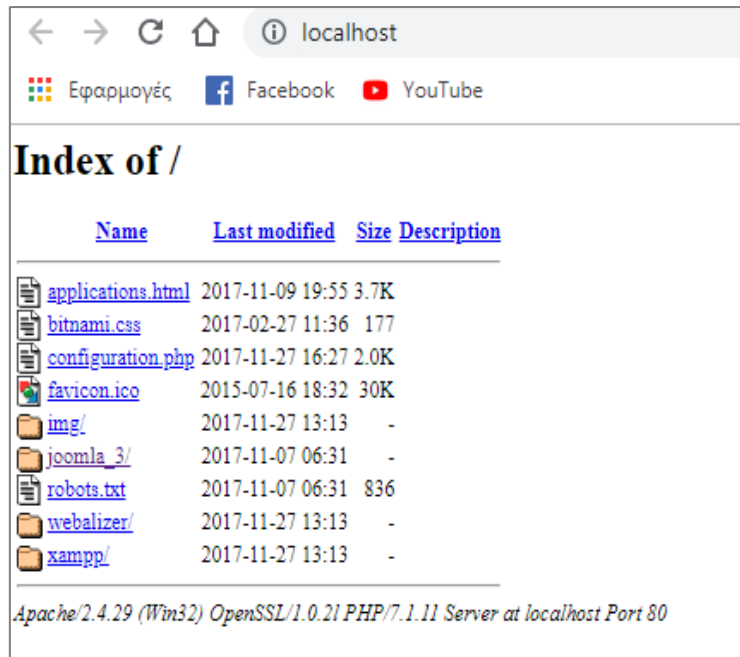 localhost
Εφαρμογές Facebook YouTube
Index of /
Name Last modified Size Description
applications.html 2017-11-09 19:55 3.7K
bitnami.css 2017-02-27 11:36 177
configuration.php 2017-11-27 16:27 2.0K
favicon.ico 2015-07-16 18:32 30K
img/ 2017-11-27 13:13 -
joomla_3/ 2017-11-07 06:31 -
robots.txt 2017-11-07 06:31 836
webalizer/ 2017-11-27 13:13 -
xampp/ 2017-11-27 13:13 -
Apache/2.4.29 (Win32) OpenSSL/1.0.2l PHP/7.1.11 Server at localhost Port 80